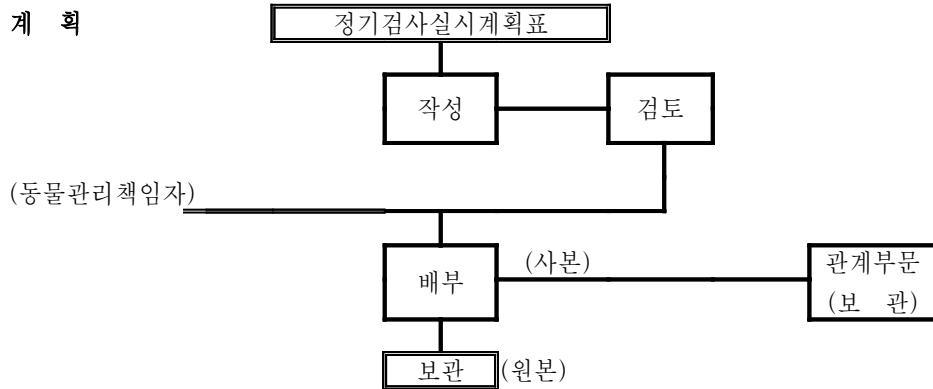 계 획
정기검사실시계획표
작성
검토
(동물관리책임자)
배부
(사본)
관계부문
(보 관)
보관
(원본)